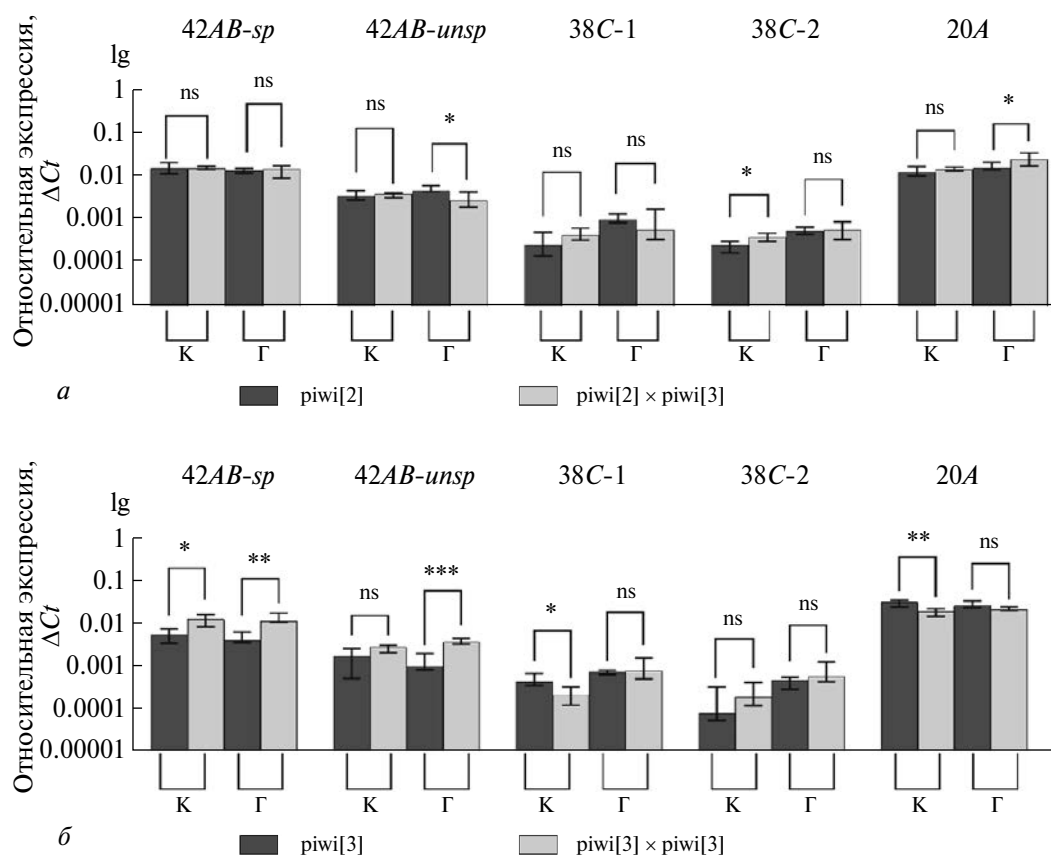 42AB-sp 42AB-unsp 38C-1 38C-2 20A
Относительная экспрессия,
ΔCt
lg
1
0.1
0.01
0.001
0.0001
0.00001
ns ns ns * ns ns * ns ns *
К Г К Г К Г К Г К Г
а piwi[2] piwi[2] × piwi[3]
42AB-sp 42AB-unsp 38C-1 38C-2 20A
Относительная экспрессия,
ΔCt
lg
1
0.1
0.01
0.001
0.0001
0.00001
* ** ns *** * ns ns ns ** ns
К Г К Г К Г К Г К Г
б piwi[3] piwi[3] × piwi[3]